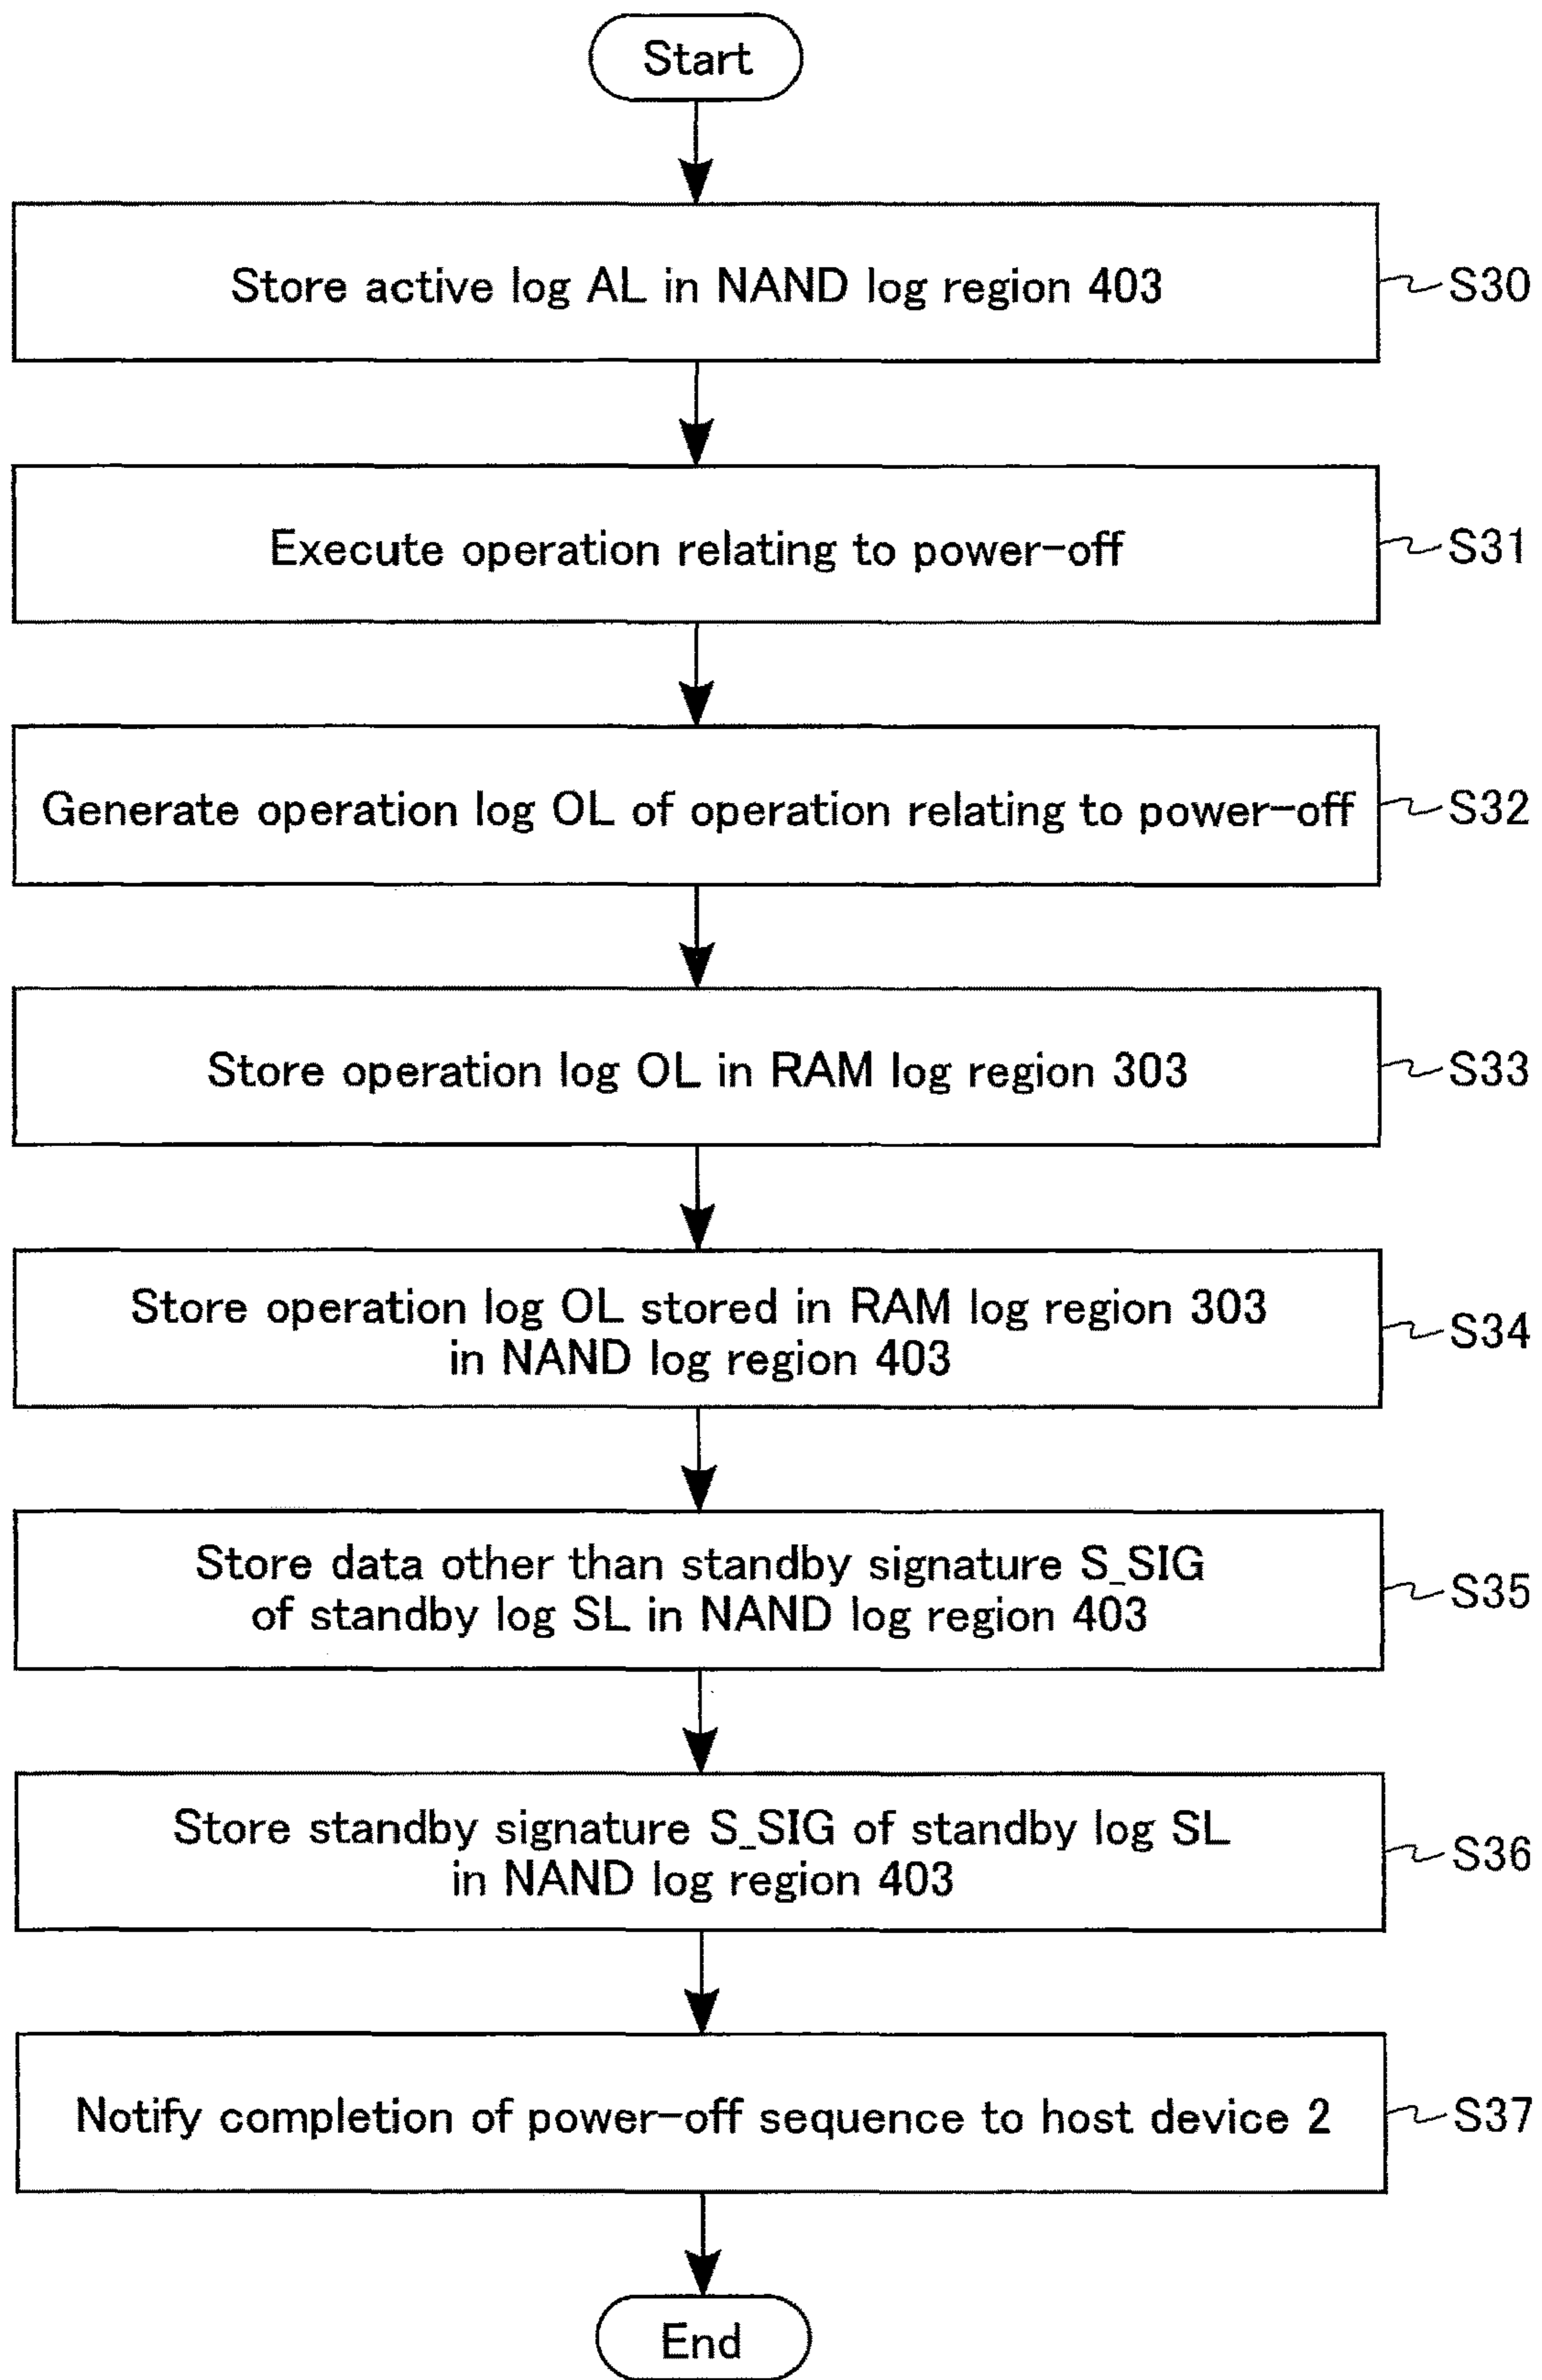 Start
Store active log AL in NAND log region 403
S30
Execute operation relating to power-off
S31
Generate operation log OL of operation relating to power-off
S32
Store operation log OL in RAM log region 303
S33
Store operation log OL stored in RAM log region 303
in NAND log region 403
S34
Store data other than standby signature S_SIG
of standby log SL in NAND log region 403
S35
Store standby signature S_SIG of standby log SL
in NAND log region 403
S36
Notify completion of power-off sequence to host device 2
S37
End